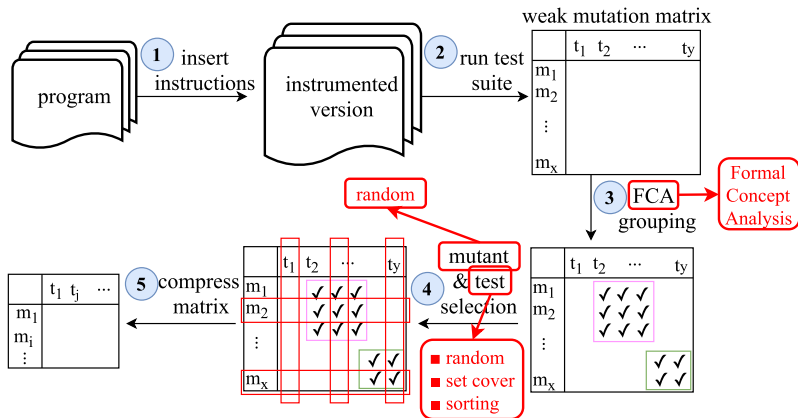 weak mutation matrix
1 insert
instructions
program
instrumented
version
2 run test
suite
t1 t2 ... ty
m1
m2
⋮
mx
3 FCA
grouping
Formal
Concept
Analysis
random
mutant
& test
4 selection
random
set cover
sorting
t1 t2 ... ty
m1 ✓ ✓ ✓
m2 ✓ ✓ ✓
✓ ✓ ✓
⋮
✓ ✓
mx ✓ ✓
t1 t2 ... ty
m1 ✓ ✓ ✓
m2 ✓ ✓ ✓
✓ ✓ ✓
⋮
✓ ✓
mx ✓ ✓
5 compress
matrix
t1 tj ...
m1
mi
⋮